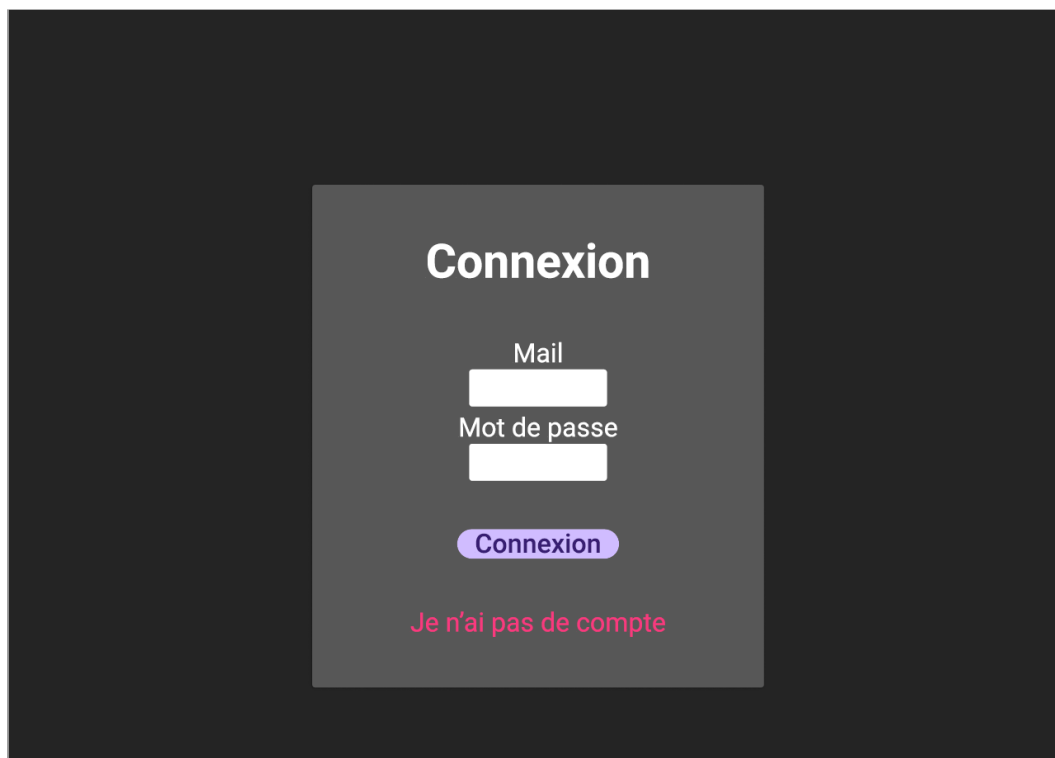 Connexion
Mail
Mot de passe
Connexion
Je n’ai pas de compte